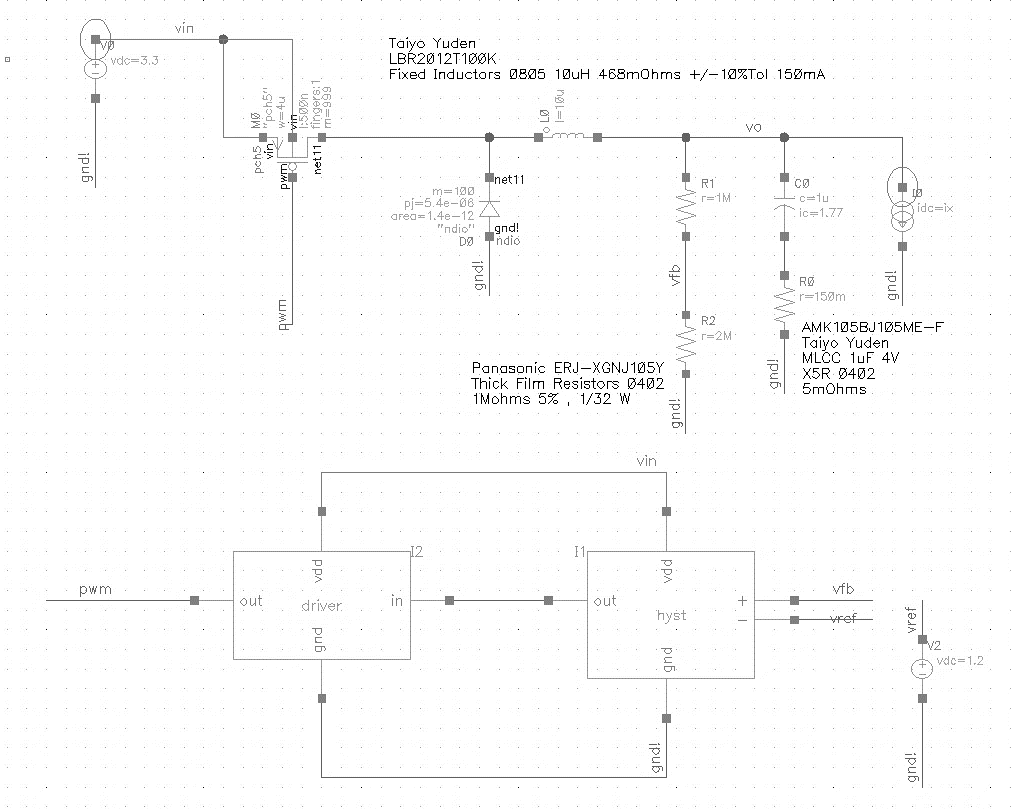 vin
V0
vdc=3.3
gnd!
Taiyo Yuden
LBR2012T100K
Fixed Inductors 0805 10uH 468mOhms +/-10%Tol 150mA
pch5
M0
"pch5"
w=4u
l:500n
fingers:1
m=999
vin
vin
pwm
net11
pwm
m=100
pj=5.4e-06
area=1.4e-12
"ndio"
D0
net11
gnd!
ndio
gnd!
L0
l=10u
vo
R1
r=1M
vfb
R2
r=2M
gnd!
C0
c=1u
ic=1.77
R0
r=150m
gnd!
I0
idc=ix
gnd!
AMK105BJ105ME-F
Taiyo Yuden
MLCC 1uF 4V
X5R 0402
5mOhms
Panasonic ERJ-XGNJ105Y
Thick Film Resistors 0402
1Mohms 5% , 1/32 W
vin
I2
vdd
out
driver
in
gnd
pwm
I1
vdd
out
hyst
+
-
gnd
gnd!
vfb
vref
vref
V2
vdc=1.2
gnd!